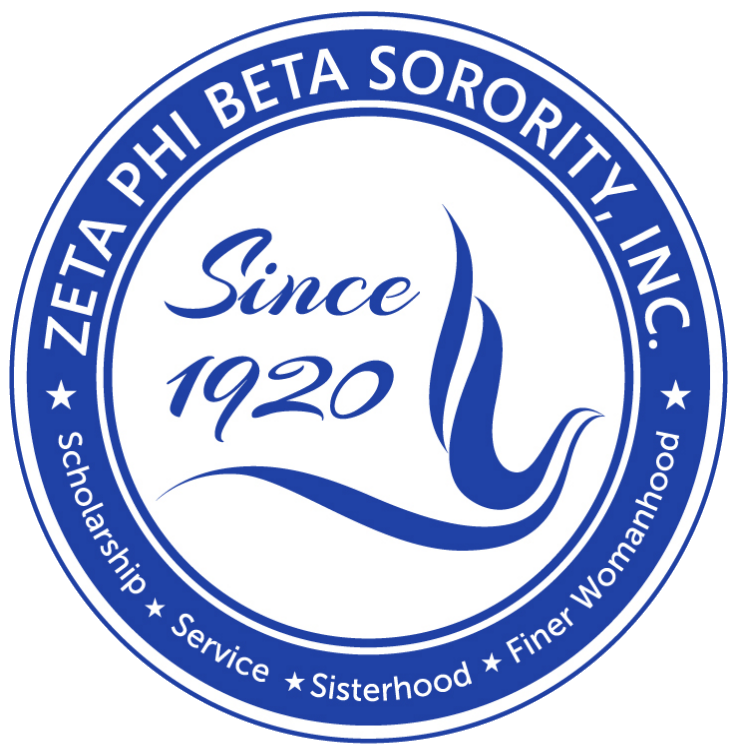 ZETA PHI BETA SORORITY, INC.
Since
1920
Scholarship ★ Service ★ Sisterhood ★ Finer Womanhood